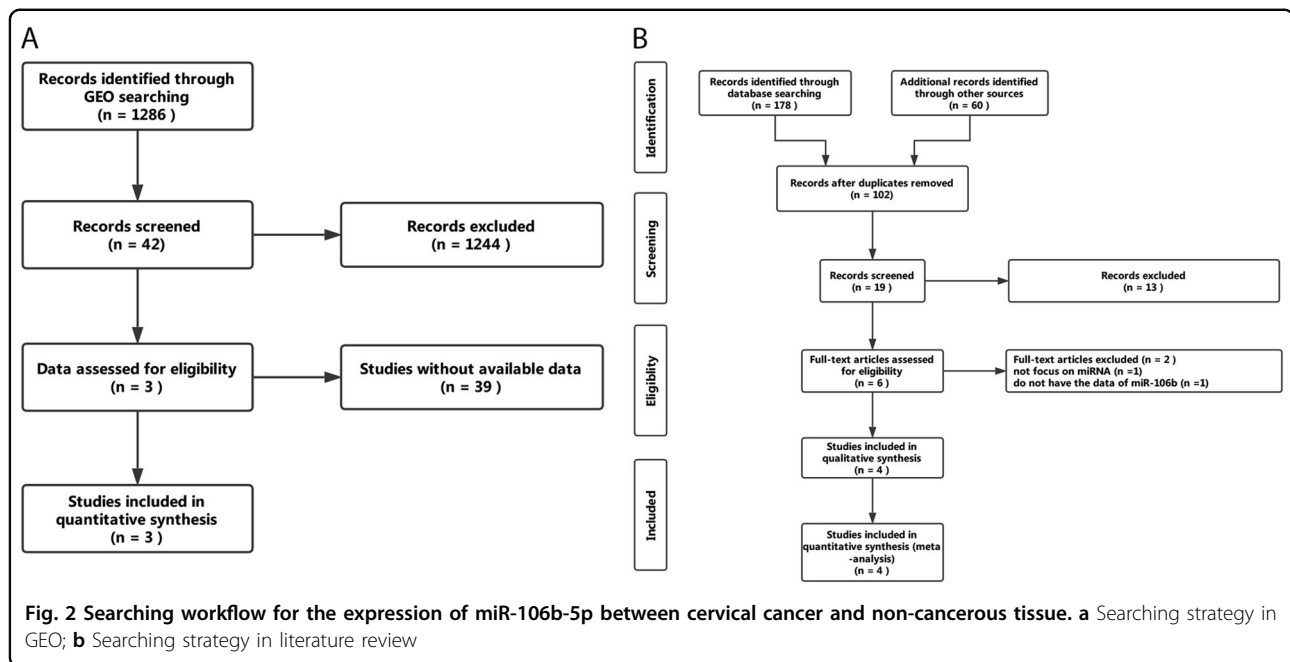 A
Records identified through
GEO searching
(n = 1286 )
Records screened
(n = 42)
Records excluded
(n = 1244 )
Data assessed for eligibility
(n = 3 )
Studies without available data
(n = 39 )
Studies included in
quantitative synthesis
(n = 3 )
B
Identification
Screening
Eligiblity
Included
Records identified through
database searching
(n = 178 )
Additional records identified
through other sources
(n = 60 )
Records after duplicates removed
(n = 102)
Records screened
(n = 19 )
Records excluded
(n = 13 )
Full-text articles assessed
for eligibility
(n = 6 )
Full-text articles excluded (n = 2 )
not focus on miRNA (n =1)
do not have the data of miR-106b (n =1)
Studies included in
qualitative synthesis
(n = 4 )
Studies included in
quantitative synthesis (meta
-analysis)
(n = 4 )
Fig. 2 Searching workflow for the expression of miR-106b-5p between cervical cancer and non-cancerous tissue. a Searching strategy in
GEO; b Searching strategy in literature review